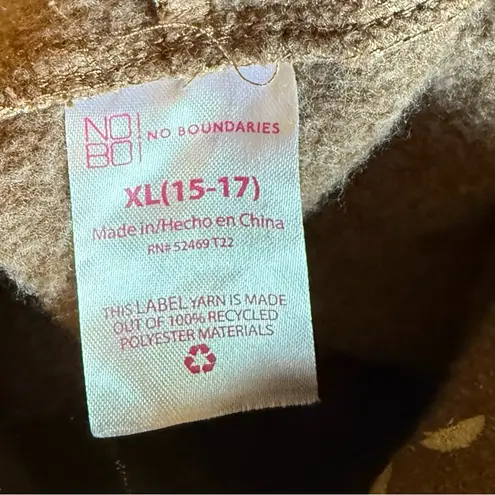 NO
BO
NO BOUNDARIES
XL(15-17)
Made in/Hecho en China
RN# 52469 T22
THIS LABEL YARN IS MADE
OUT OF 100% RECYCLED
POLYESTER MATERIALS